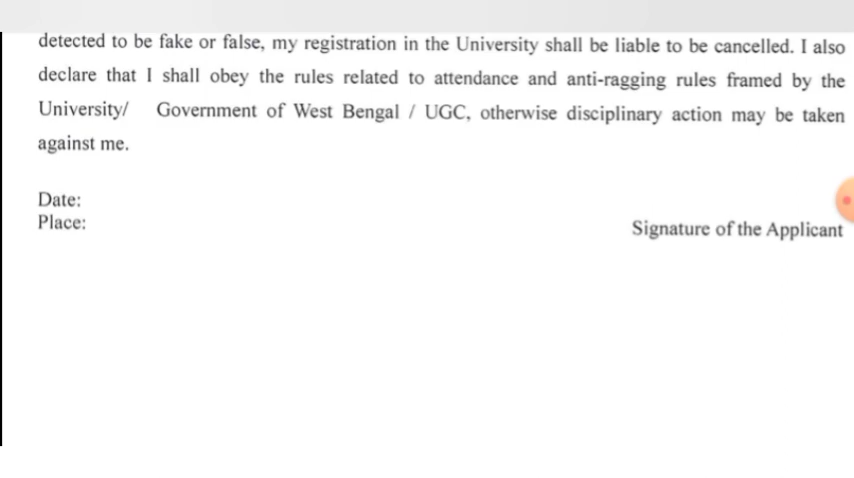 detected to be fake or false, my registration in the University shall be liable to be cancelled. I also
declare that I shall obey the rules related to attendance and anti-ragging rules framed by the
University/ Government of West Bengal / UGC, otherwise disciplinary action may be taken
against me.
Date:
Place:
Signature of the Applicant